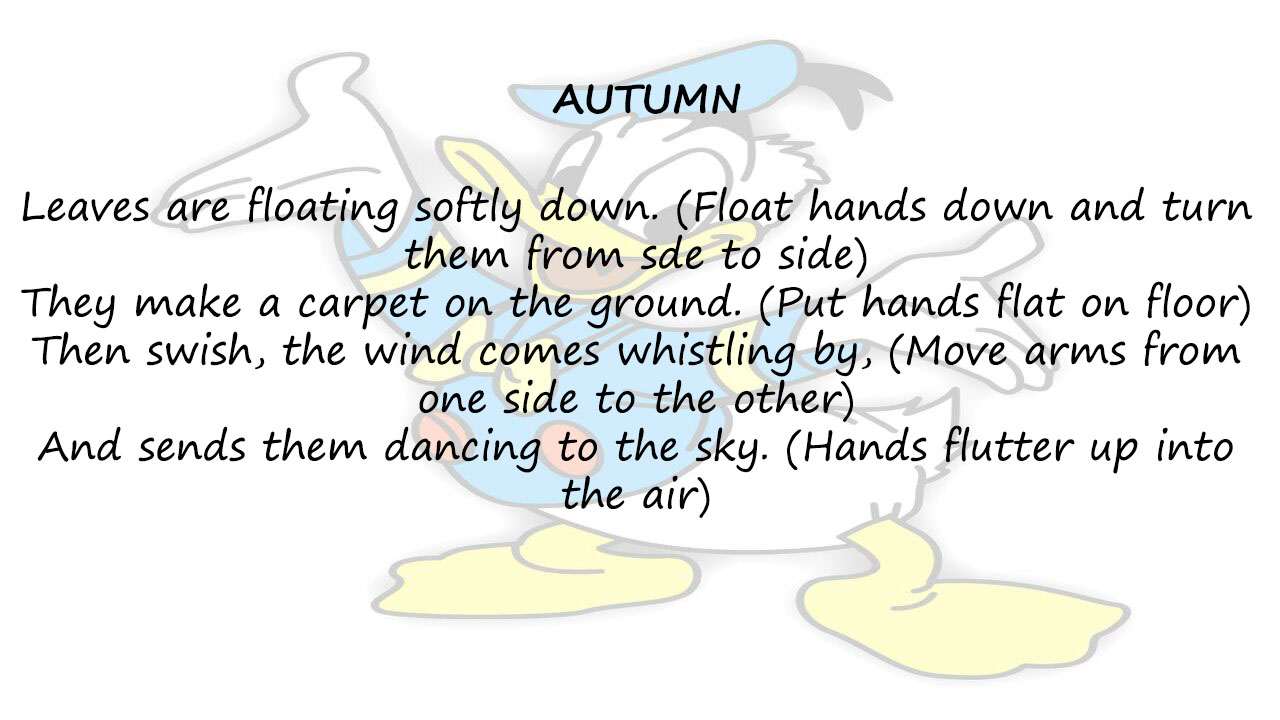 AUTUMN
Leaves are floating softly down. (Float hands down and turn
them from sde to side)
They make a carpet on the ground. (Put hands flat on floor)
Then swish, the wind comes whistling by, (Move arms from
one side to the other)
And sends them dancing to the sky. (Hands flutter up into
the air)